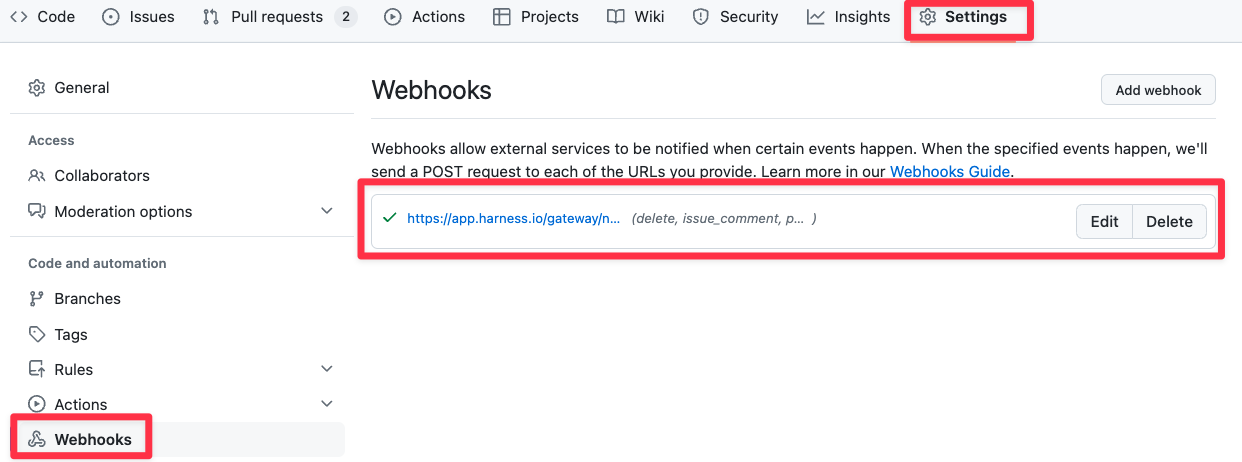 Code Issues Pull requests 2 Actions Projects Wiki Security Insights Settings
General
Access
Collaborators
Moderation options
Code and automation
Branches
Tags
Rules
Actions
Webhooks
Webhooks
Add webhook
Webhooks allow external services to be notified when certain events happen. When the specified events happen, we'll
send a POST request to each of the URLs you provide. Learn more in our Webhooks Guide.
https://app.harness.io/gateway/n... (delete, issue_comment, p... )
Edit Delete